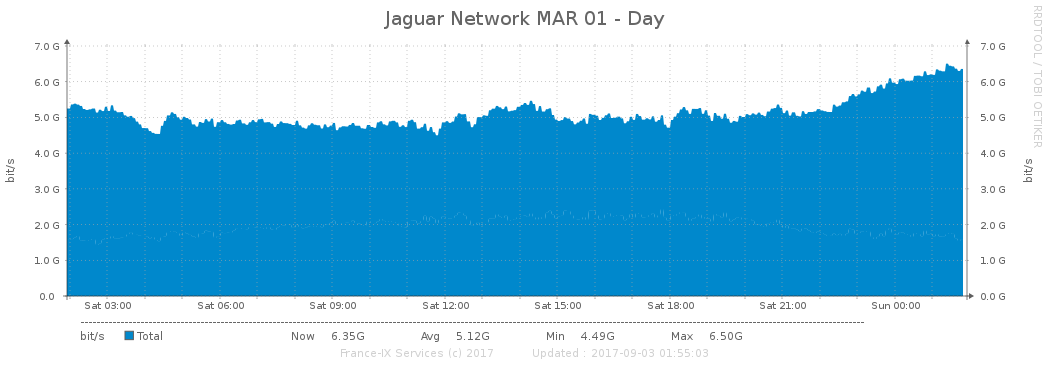 Jaguar Network MAR 01 - Day
RRDTOOL / TOBI OETIKER
7.0 G 7.0 G
6.0 G 6.0 G
5.0 G 5.0 G
4.0 G 4.0 G
bit/s bit/s
3.0 G 3.0 G
2.0 G 2.0 G
1.0 G 1.0 G
0.0 0.0 G
Sat 03:00 Sat 06:00 Sat 09:00 Sat 12:00 Sat 15:00 Sat 18:00 Sat 21:00 Sun 00:00
bit/s Total Now 6.35G Avg 5.12G Min 4.49G Max 6.50G
France-IX Services (c) 2017 Updated : 2017-09-03 01:55:03